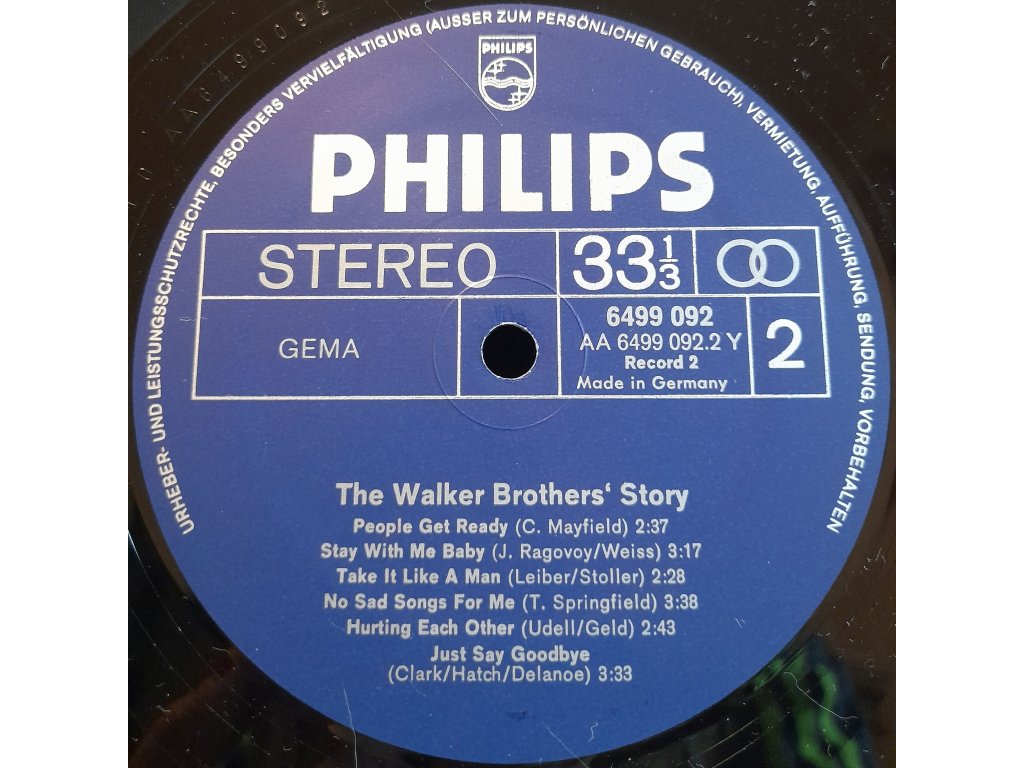 AA6499092
URHEBER- UND LEISTUNGSSCHUTZRECHTE, BESONDERS VERVIELFÄLTIGUNG (AUSSER ZUM PERSÖNLICHEN GEBRAUCH), VERMIETUNG, AUFFÜHRUNG, SENDUNG, VORBEHALTEN
PHILIPS
PHILIPS
STEREO
33 1/3
GEMA
6499 092
AA 6499 092.2 Y
Record 2
Made in Germany
2
The Walker Brothers‘ Story
People Get Ready (C. Mayfield) 2:37
Stay With Me Baby (J. Ragovoy/Weiss) 3:17
Take It Like A Man (Leiber/Stoller) 2:28
No Sad Songs For Me (T. Springfield) 3:38
Hurting Each Other (Udell/Geld) 2:43
Just Say Goodbye
(Clark/Hatch/Delanoe) 3:33